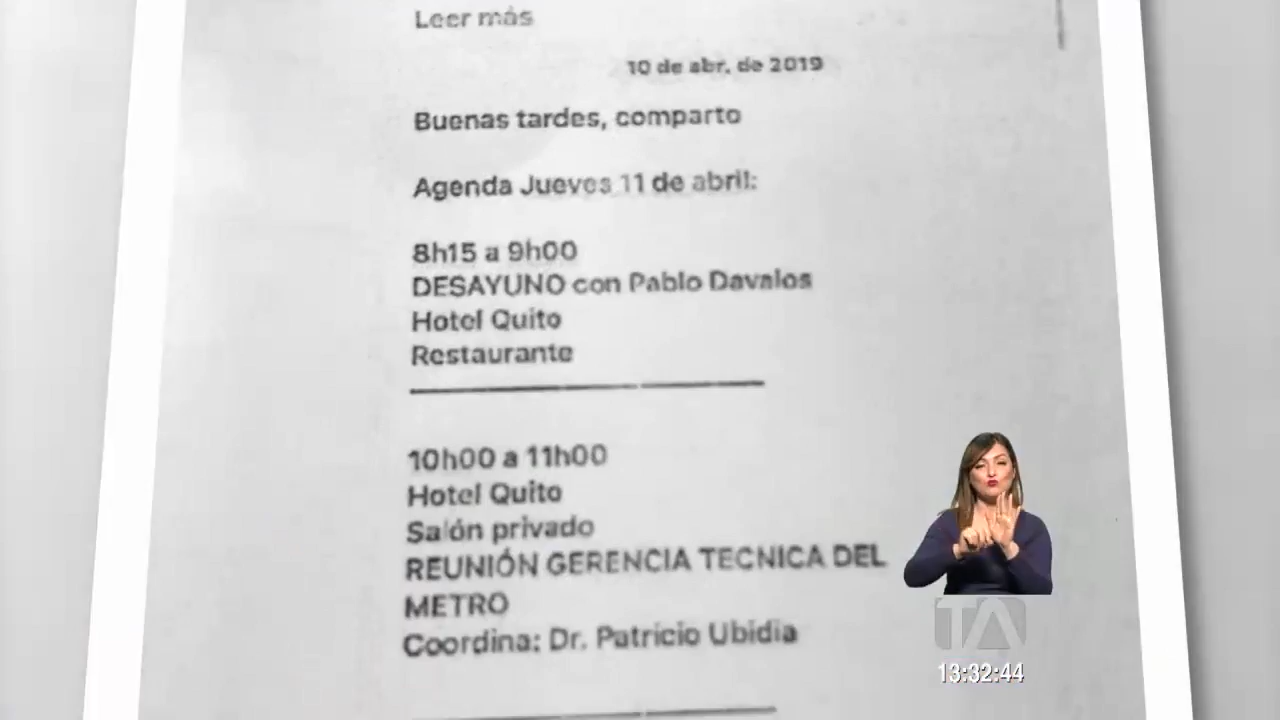 Leer más
10 de abr. de 2019
Buenas tardes, comparto
Agenda Jueves 11 de abril:
8h15 a 9h00
DESAYUNO con Pablo Davalos
Hotel Quito
Restaurante
10h00 a 11h00
Hotel Quito
Salón privado
REUNIÓN GERENCIA TECNICA DEL
METRO
Coordina: Dr. Patricio Ubidia
TA
13:32:44